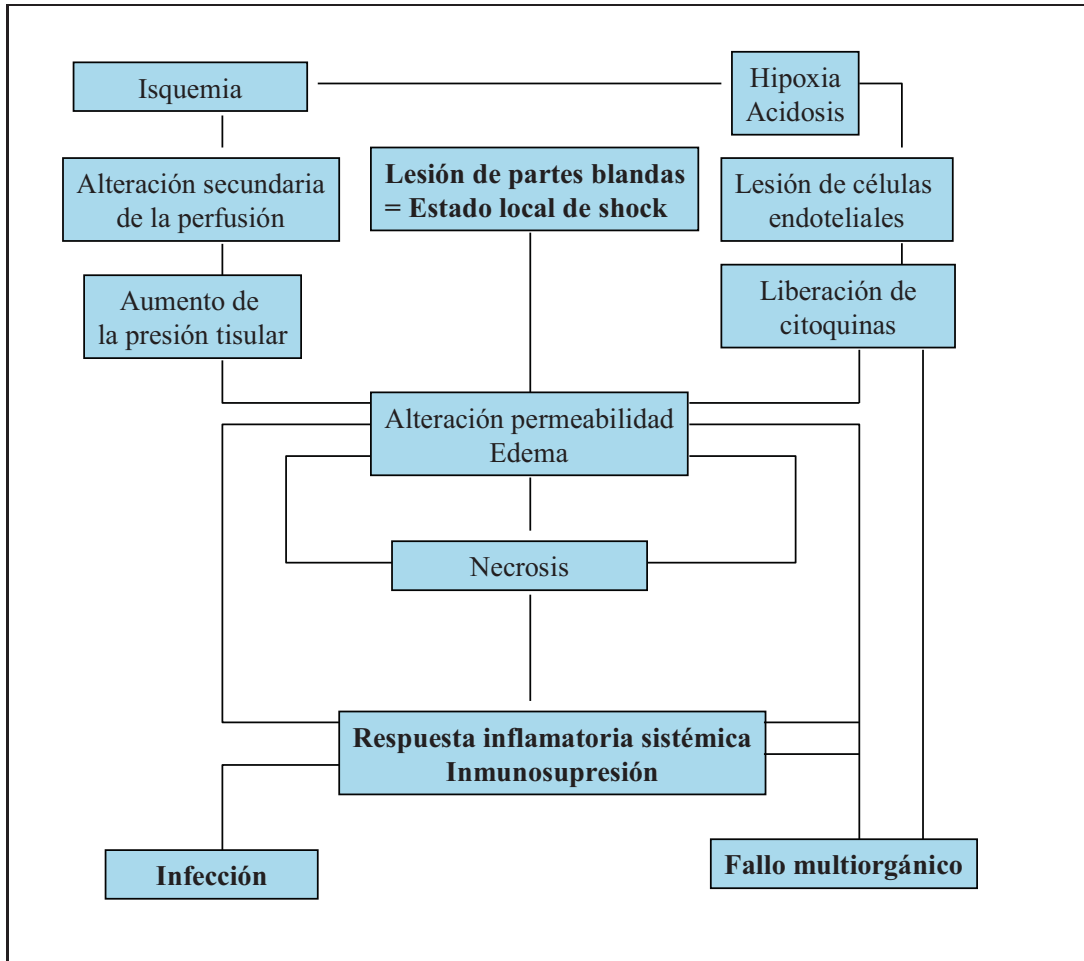 Isquemia
Hipoxia
Acidosis
Alteración secundaria
de la perfusión
Lesión de partes blandas
= Estado local de shock
Lesión de células
endoteliales
Aumento de
la presión tisular
Liberación de
citoquinas
Alteración permeabilidad
Edema
Necrosis
Respuesta inflamatoria sistémica
Inmunosupresión
Infección
Fallo multiorgánico